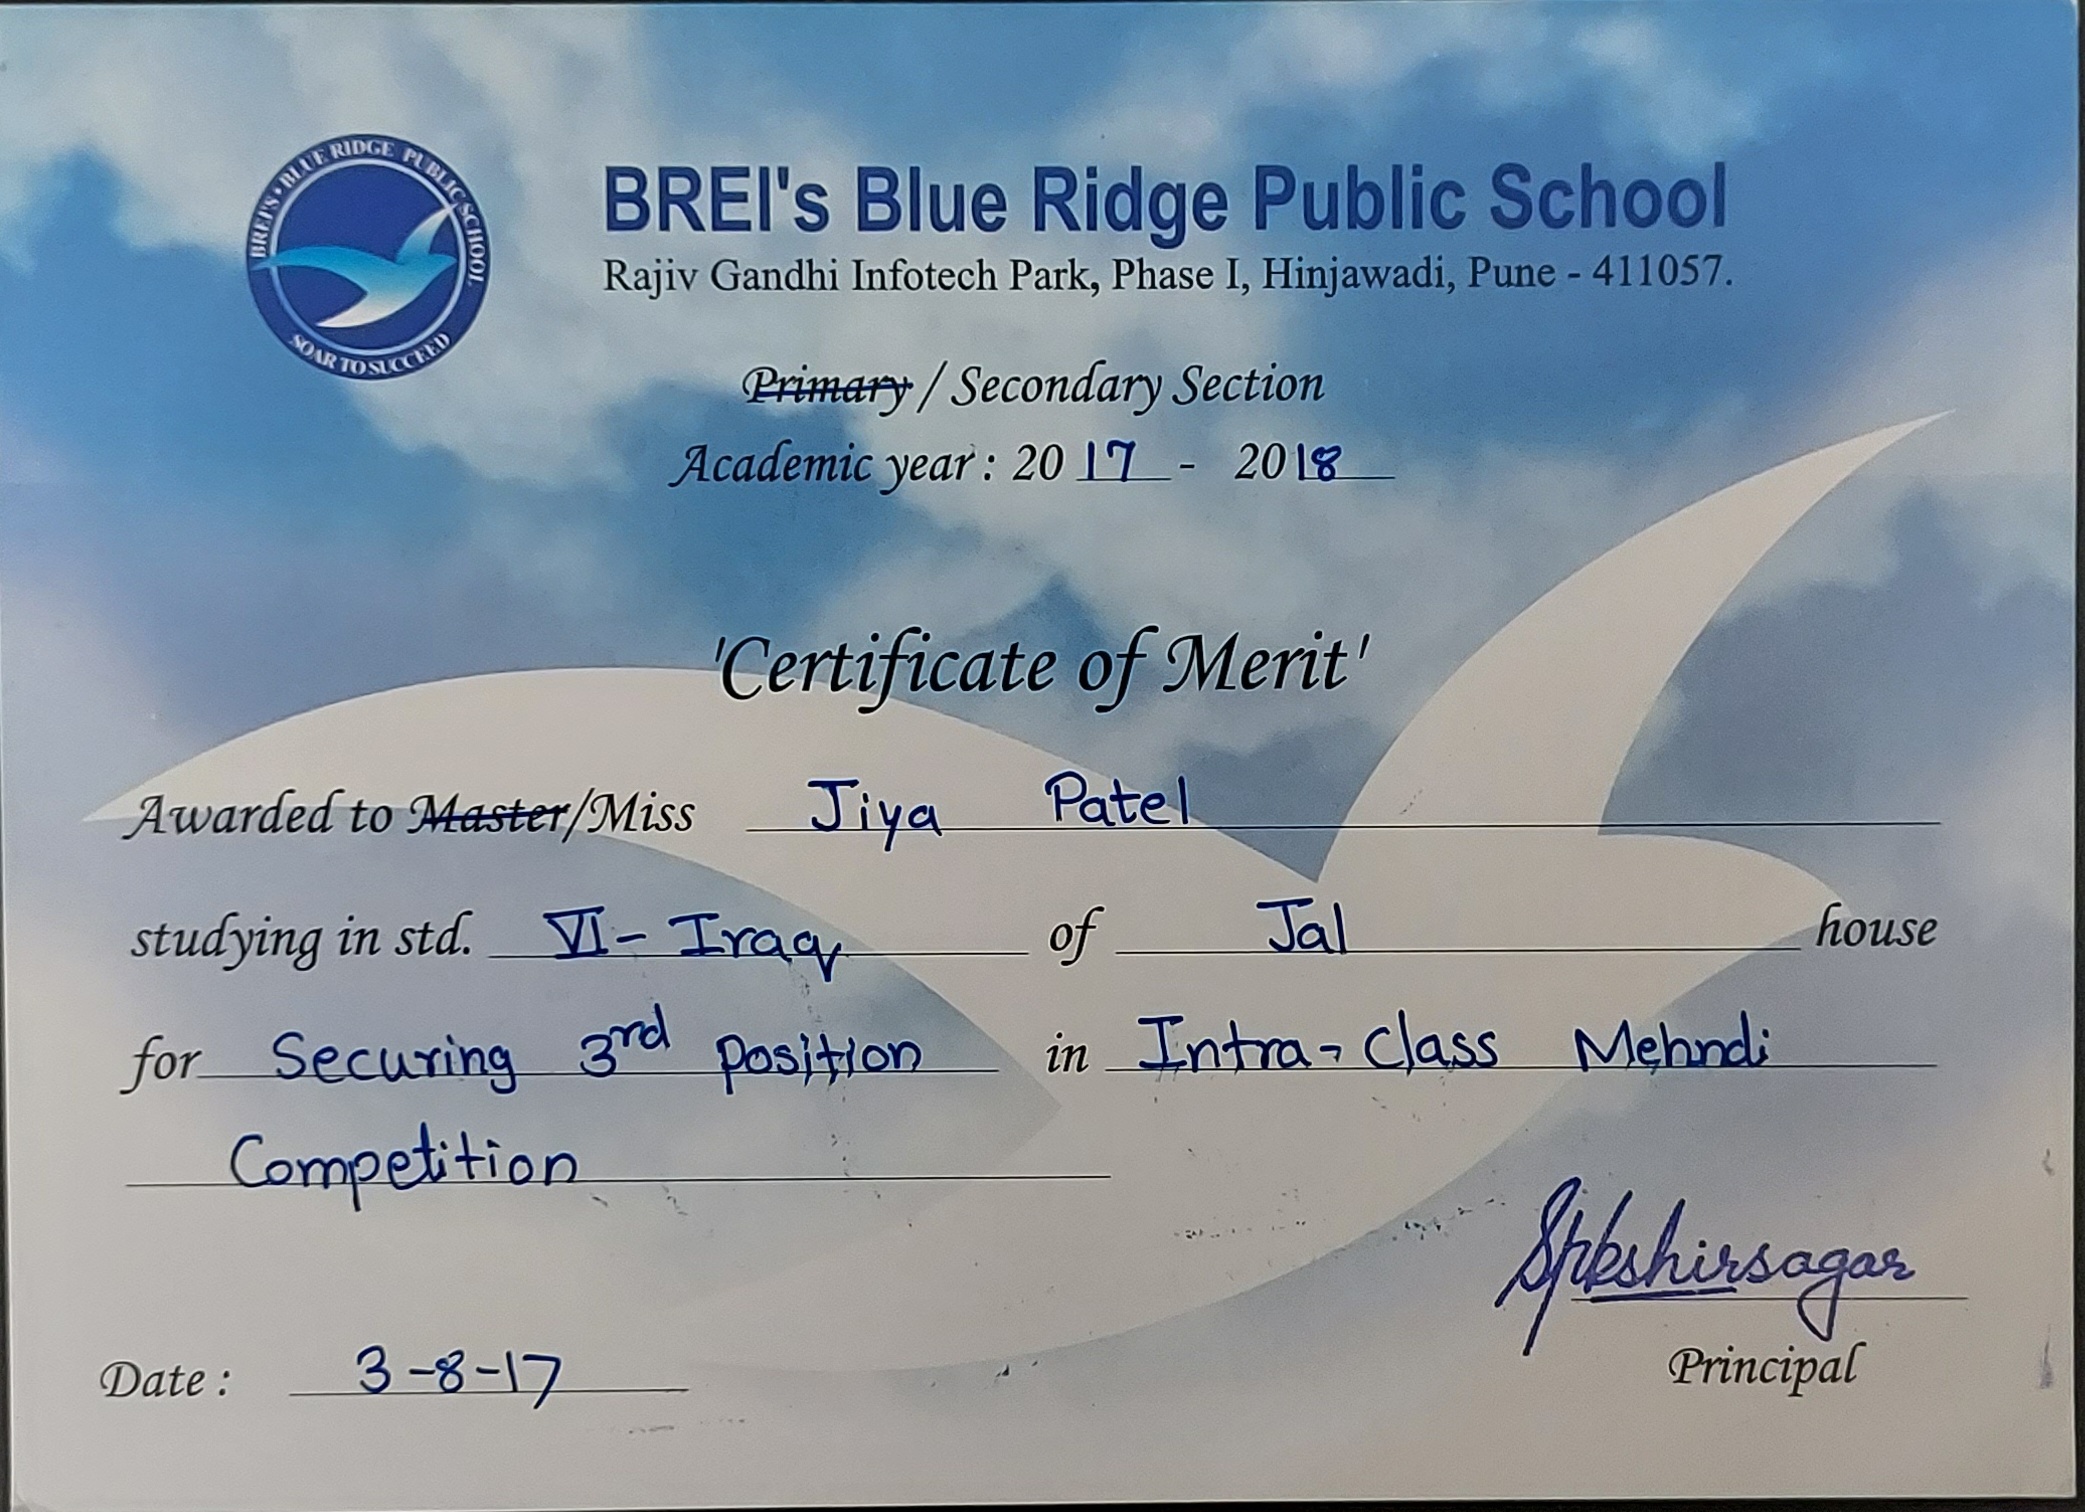 BREI'S • BLUE RIDGE PUBLIC SCHOOL.
SOAR TO SUCCEED
BREI's Blue Ridge Public School
Rajiv Gandhi Infotech Park, Phase I, Hinjawadi, Pune - 411057.
Primary / Secondary Section
Academic year : 2017 - 2018
'Certificate of Merit'
Awarded to Master/Miss Jiya Patel
studying in std. VI - Iraq of Jal house
for Securing 3rd position in Intra-Class Mehndi
Competition
Spkshirsagar
Date : 3-8-17
Principal